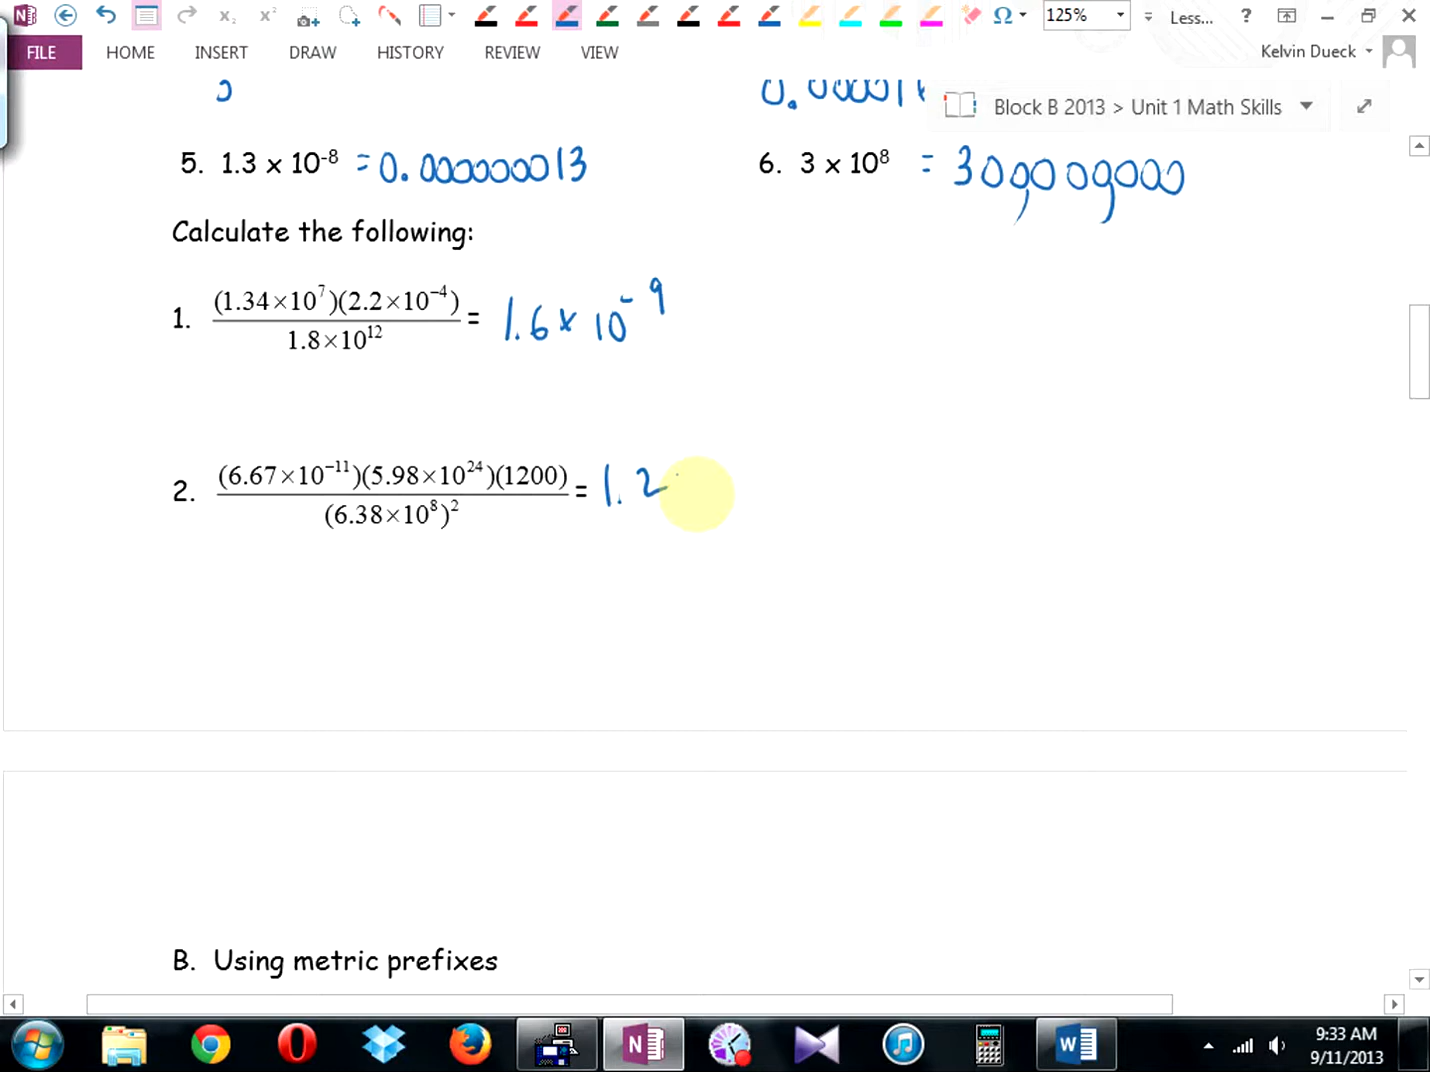 125% Less... ?
FILE HOME INSERT DRAW HISTORY REVIEW VIEW Kelvin Dueck
Block B 2013 > Unit 1 Math Skills
5. 1.3 x 10⁻⁸ = 0.000000013
6. 3 x 10⁸ = 300,000,000
Calculate the following:
1. (1.34×10⁷)(2.2×10⁻⁴) / 1.8×10¹² = 1.6 × 10⁻⁹
2. (6.67×10⁻¹¹)(5.98×10²⁴)(1200) / (6.38×10⁸)² = 1.2
B. Using metric prefixes
9:33 AM
9/11/2013